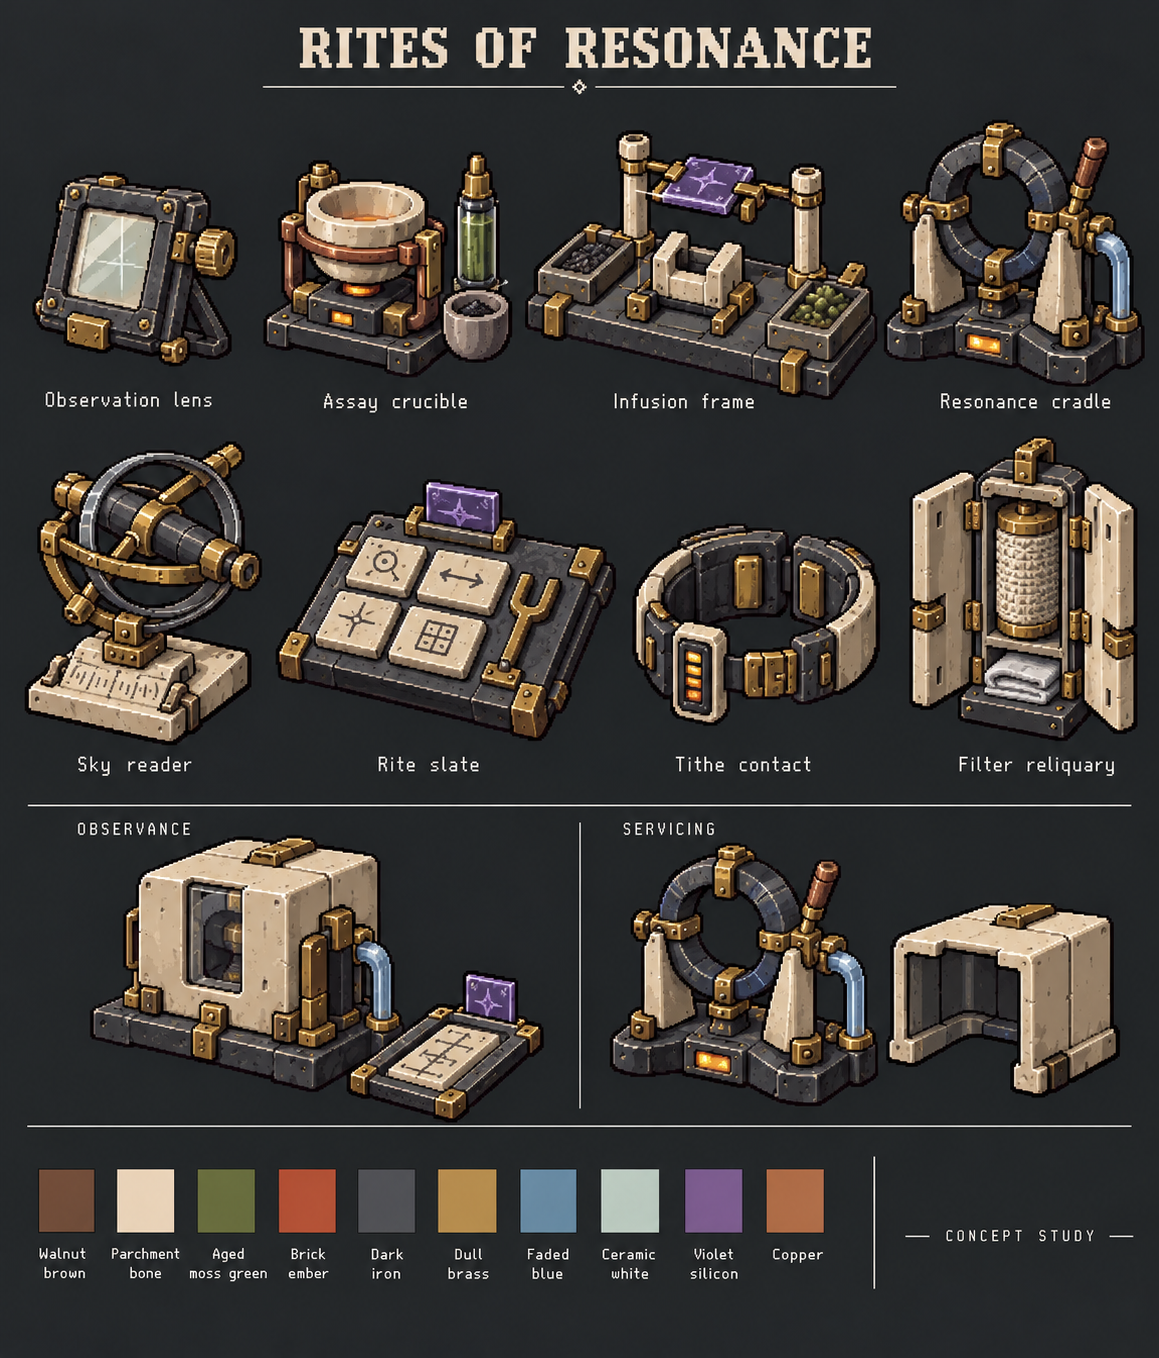 RITES OF RESONANCE
Observation lens
Assay crucible
Infusion frame
Resonance cradle
Sky reader
Rite slate
Tithe contact
Filter reliquary
OBSERVANCE
SERVICING
Walnut
brown
Parchment
bone
Aged
moss green
Brick
ember
Dark
iron
Dull
brass
Faded
blue
Ceramic
white
Violet
silicon
Copper
CONCEPT STUDY